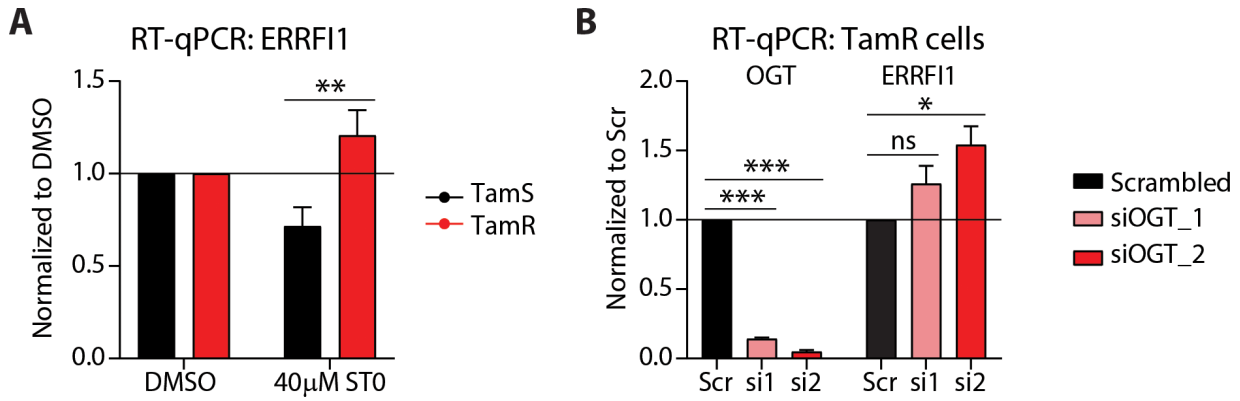 A
RT-qPCR: ERRFI1
Normalized to DMSO
1.5
1.0
0.5
0.0
**
DMSO
40µM ST0
TamS
TamR
B
RT-qPCR: TamR cells
OGT
ERRFI1
Normalized to Scr
2.0
1.5
1.0
0.5
0.0
***
***
*
ns
Scr si1 si2 Scr si1 si2
Scrambled
siOGT_1
siOGT_2